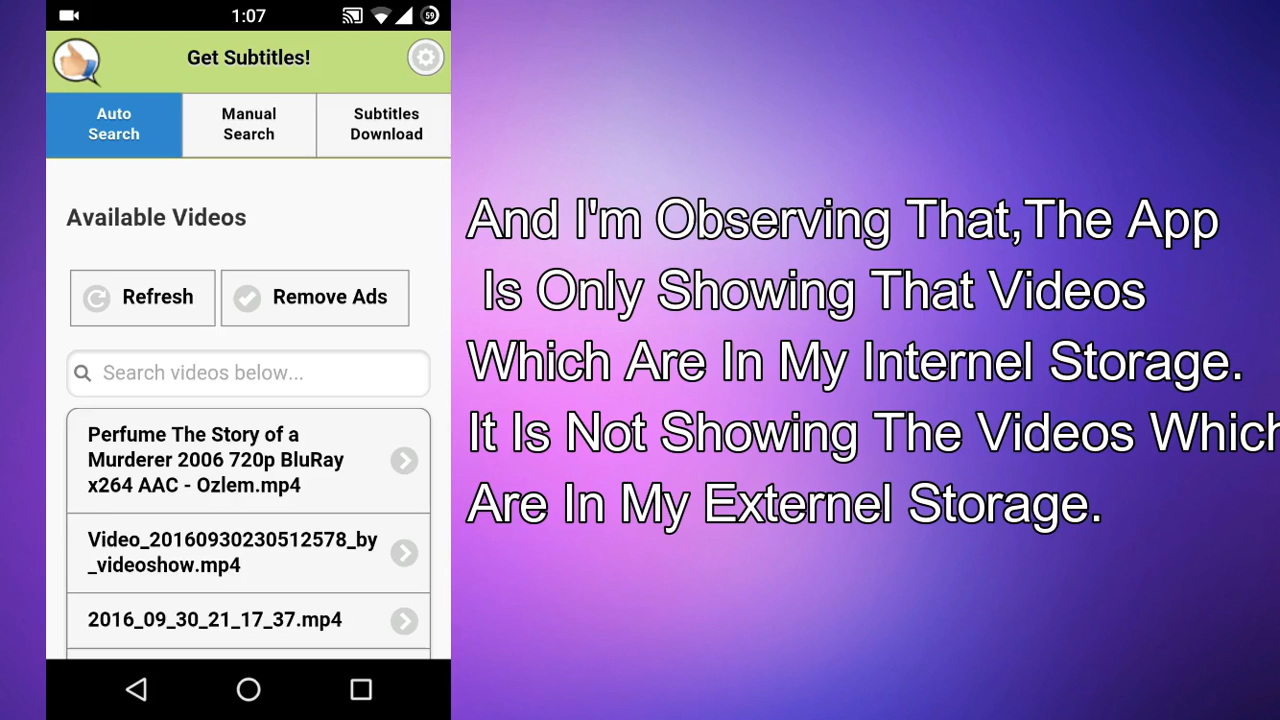 1:07
59
Get Subtitles!
Auto
Search
Manual
Search
Subtitles
Download
Available Videos
Refresh
Remove Ads
Search videos below...
Perfume The Story of a
Murderer 2006 720p BluRay
x264 AAC - Ozlem.mp4
Video_20160930230512578_by
_videoshow.mp4
2016_09_30_21_17_37.mp4
And I'm Observing That,The App
Is Only Showing That Videos
Which Are In My Internel Storage.
It Is Not Showing The Videos Which
Are In My Externel Storage.